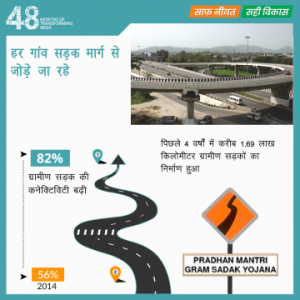 48
MONTHS OF
TRANSFORMING
INDIA
साफ नीयत
सही विकास
हर गांव सड़क मार्ग से
जोड़े जा रहे
82%
ग्रामीण सड़क की
कनेक्टिविटी बढ़ी
56%
2014
पिछले 4 वर्षों में करीब 1.69 लाख
किलोमीटर ग्रामीण सड़कों का
निर्माण हुआ
PRADHAN MANTRI
GRAM SADAK YOJANA